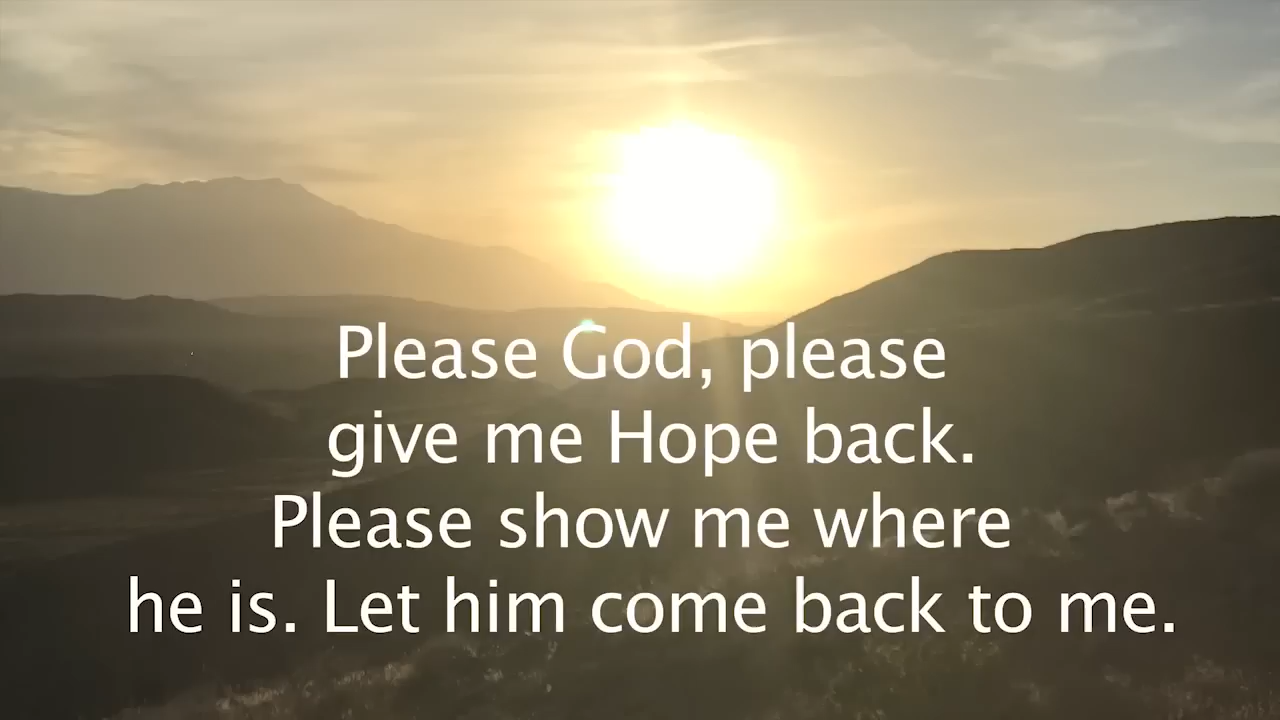 Please God, please
give me Hope back.
Please show me where
he is. Let him come back to me.